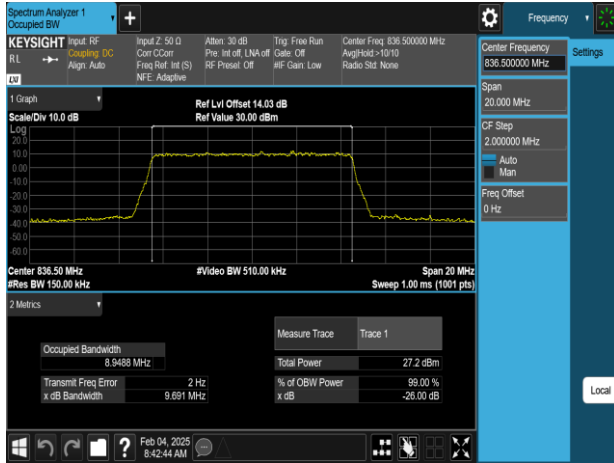 Spectrum Analyzer 1
Occupied BW
Frequency
KEYSIGHT
RL
LXI
Input: RF
Coupling: DC
Align: Auto
Input Z: 50 Ω
Corr CCorr
Freq Ref: Int (S)
NFE: Adaptive
Atten: 30 dB
Pre: Int off, LNA off
RF Presel: Off
Trig: Free Run
Gate: Off
#IF Gain: Low
Center Freq: 836.500000 MHz
Avg|Hold:>10/10
Radio Std: None
1 Graph
Scale/Div 10.0 dB
Ref Lvl Offset 14.03 dB
Ref Value 30.00 dBm
Log
20.0
10.0
0.00
-10.0
-20.0
-30.0
-40.0
-50.0
-60.0
Center 836.50 MHz
#Video BW 510.00 kHz
Span 20 MHz
#Res BW 150.00 kHz
Sweep 1.00 ms (1001 pts)
2 Metrics
Measure Trace
Trace 1
Occupied Bandwidth
8.9488 MHz
Total Power
27.2 dBm
Transmit Freq Error
2 Hz
% of OBW Power
99.00 %
x dB Bandwidth
9.691 MHz
x dB
-26.00 dB
Feb 04, 2025
8:42:44 AM
Center Frequency
836.500000 MHz
Settings
Span
20.000 MHz
CF Step
2.000000 MHz
Auto
Man
Freq Offset
0 Hz
Local